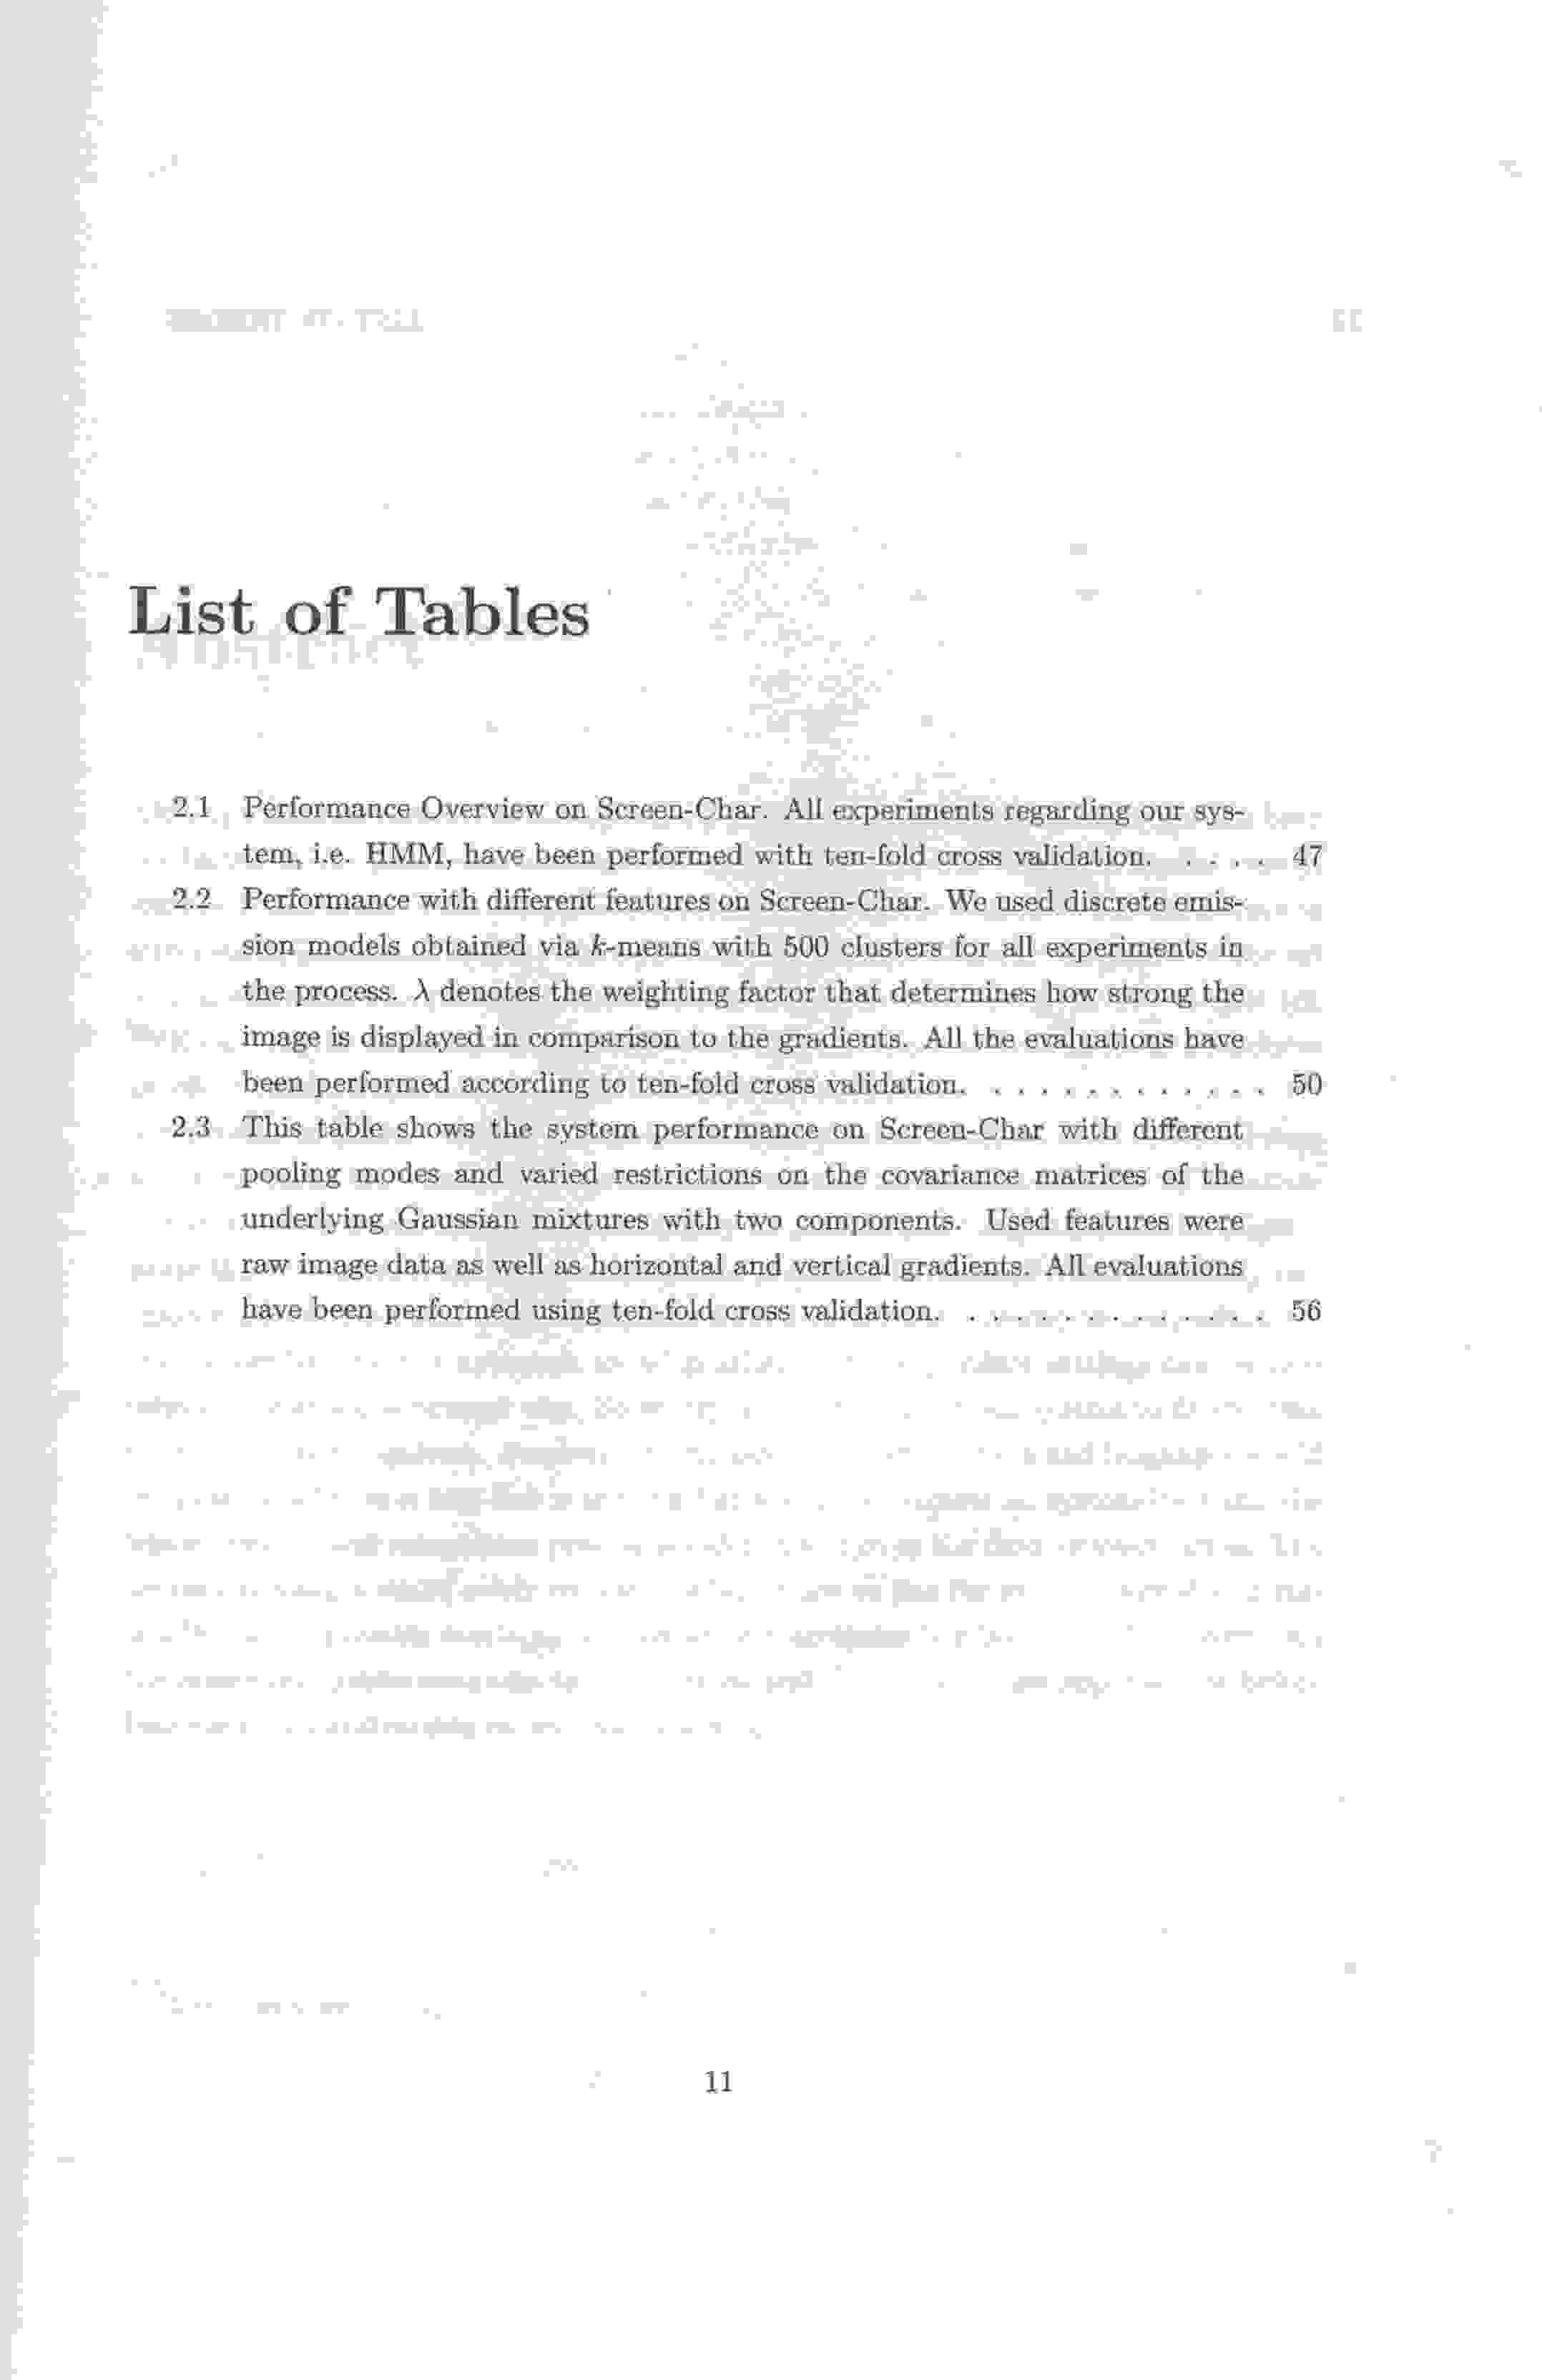 List of Tables
2.1 Performance Overview on Screen-Char. All experiments regarding our sys-
tem, i.e. HMM, have been performed with ten-fold cross validation. . . . . 47
2.2 Performance with different features on Screen-Char. We used discrete emis-
sion models obtained via k-means with 500 clusters for all experiments in
the process. λ denotes the weighting factor that determines how strong the
image is displayed in comparison to the gradients. All the evaluations have
been performed according to ten-fold cross validation. . . . . . . . . . . . . 50
2.3 This table shows the system performance on Screen-Char with different
pooling modes and varied restrictions on the covariance matrices of the
underlying Gaussian mixtures with two components. Used features were
raw image data as well as horizontal and vertical gradients. All evaluations
have been performed using ten-fold cross validation. . . . . . . . . . . . . . 56
11